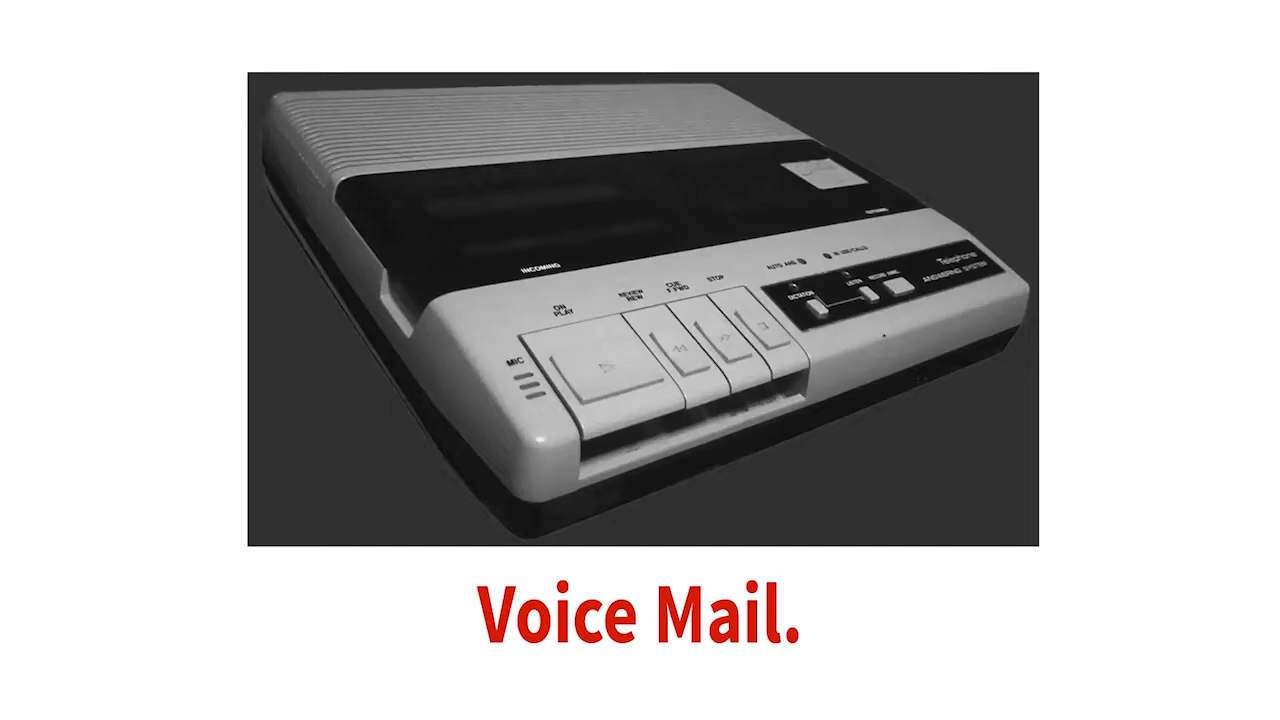 INCOMING
ON
PLAY
REVIEW
REW
CUE
F FWD
STOP
AUTO ANS
IN USE/CALLS
MIC
DICTATION
LISTEN
RECORD ANNC
Telephone
ANSWERING SYSTEM
Voice Mail.